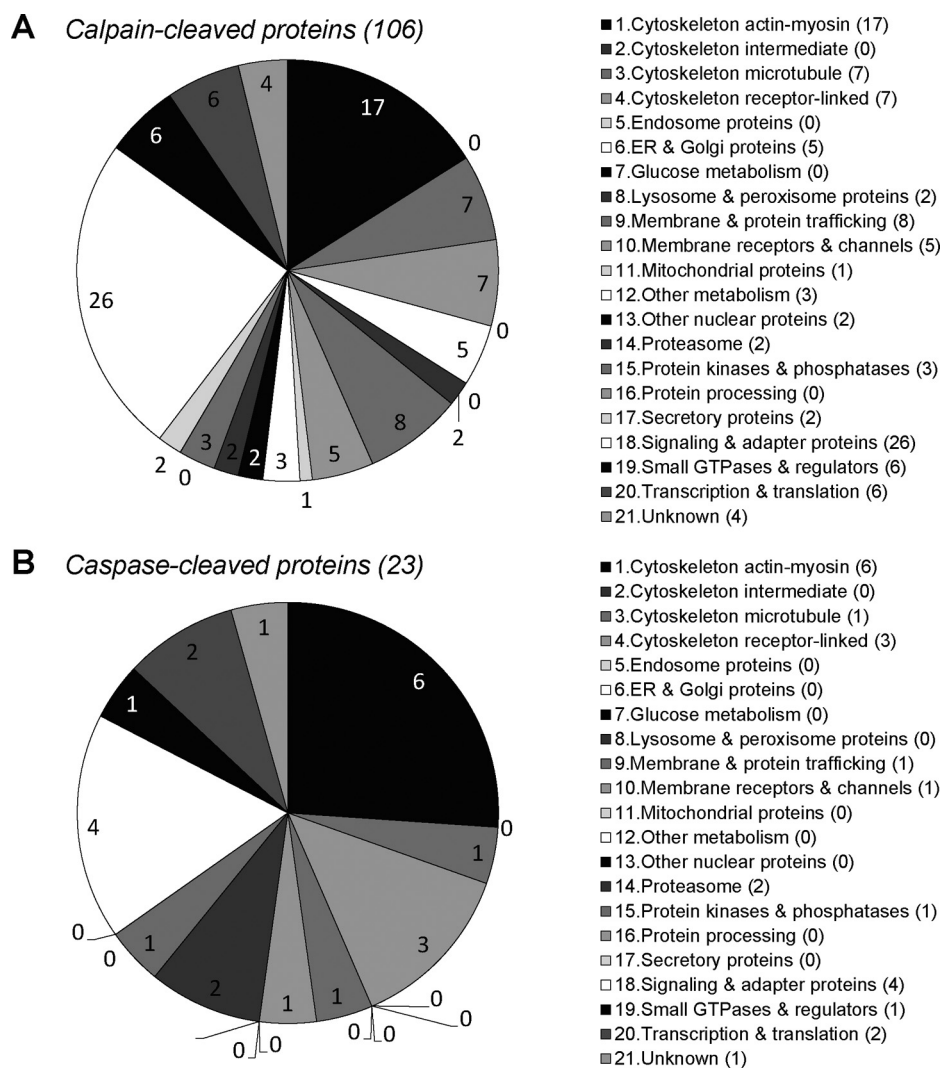 A Calpain-cleaved proteins (106)
17
0
7
7
0
5
0
2
8
5
1
3
2
2
3
0
2
26
6
6
4
1.Cytoskeleton actin-myosin (17)
2.Cytoskeleton intermediate (0)
3.Cytoskeleton microtubule (7)
4.Cytoskeleton receptor-linked (7)
5.Endosome proteins (0)
6.ER & Golgi proteins (5)
7.Glucose metabolism (0)
8.Lysosome & peroxisome proteins (2)
9.Membrane & protein trafficking (8)
10.Membrane receptors & channels (5)
11.Mitochondrial proteins (1)
12.Other metabolism (3)
13.Other nuclear proteins (2)
14.Proteasome (2)
15.Protein kinases & phosphatases (3)
16.Protein processing (0)
17.Secretory proteins (2)
18.Signaling & adapter proteins (26)
19.Small GTPases & regulators (6)
20.Transcription & translation (6)
21.Unknown (4)
B Caspase-cleaved proteins (23)
6
0
1
3
0
0
0
0
1
1
0
0
0
2
1
0
0
4
1
2
1
1.Cytoskeleton actin-myosin (6)
2.Cytoskeleton intermediate (0)
3.Cytoskeleton microtubule (1)
4.Cytoskeleton receptor-linked (3)
5.Endosome proteins (0)
6.ER & Golgi proteins (0)
7.Glucose metabolism (0)
8.Lysosome & peroxisome proteins (0)
9.Membrane & protein trafficking (1)
10.Membrane receptors & channels (1)
11.Mitochondrial proteins (0)
12.Other metabolism (0)
13.Other nuclear proteins (0)
14.Proteasome (2)
15.Protein kinases & phosphatases (1)
16.Protein processing (0)
17.Secretory proteins (0)
18.Signaling & adapter proteins (4)
19.Small GTPases & regulators (1)
20.Transcription & translation (2)
21.Unknown (1)